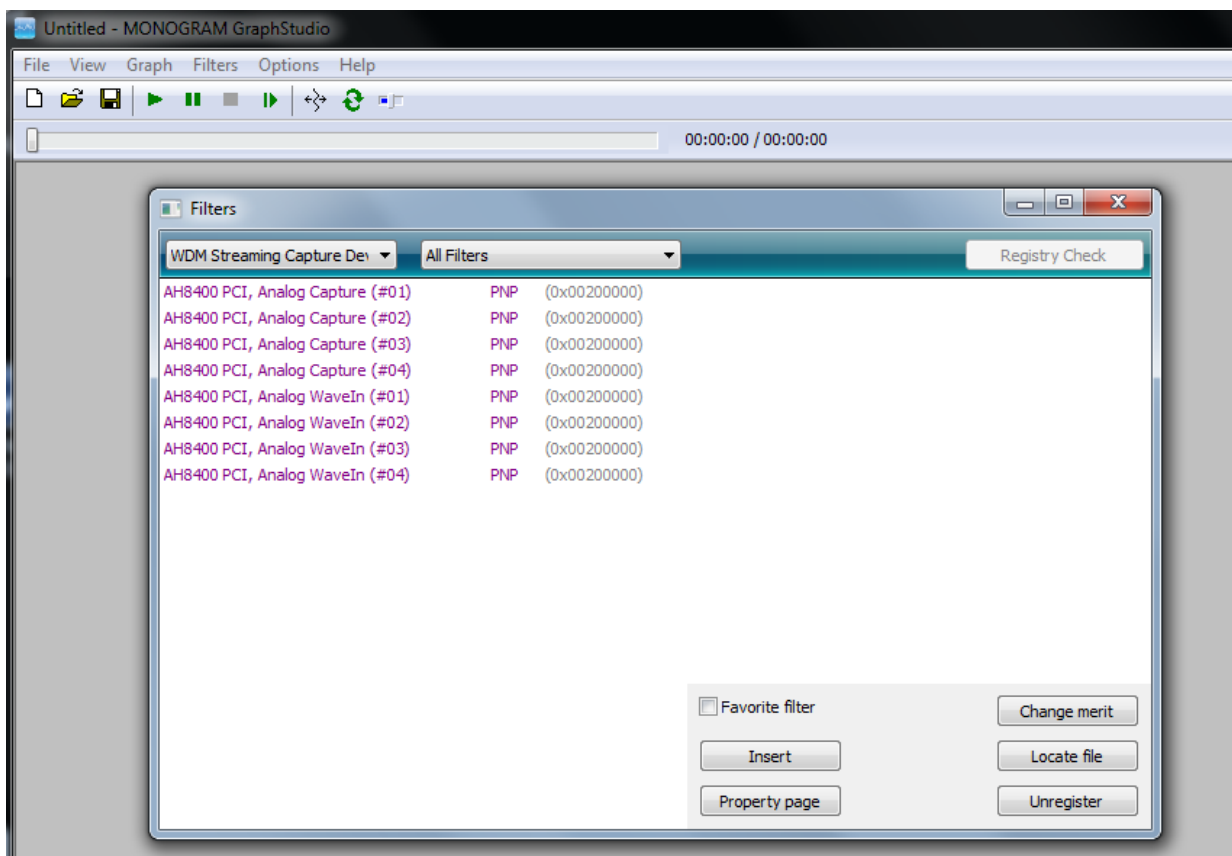 Untitled - MONOGRAM GraphStudio
File View Graph Filters Options Help
00:00:00 / 00:00:00
Filters
WDM Streaming Capture Dev All Filters Registry Check
AH8400 PCI, Analog Capture (#01) PNP (0x00200000)
AH8400 PCI, Analog Capture (#02) PNP (0x00200000)
AH8400 PCI, Analog Capture (#03) PNP (0x00200000)
AH8400 PCI, Analog Capture (#04) PNP (0x00200000)
AH8400 PCI, Analog WaveIn (#01) PNP (0x00200000)
AH8400 PCI, Analog WaveIn (#02) PNP (0x00200000)
AH8400 PCI, Analog WaveIn (#03) PNP (0x00200000)
AH8400 PCI, Analog WaveIn (#04) PNP (0x00200000)
Favorite filter Change merit
Insert Locate file
Property page Unregister